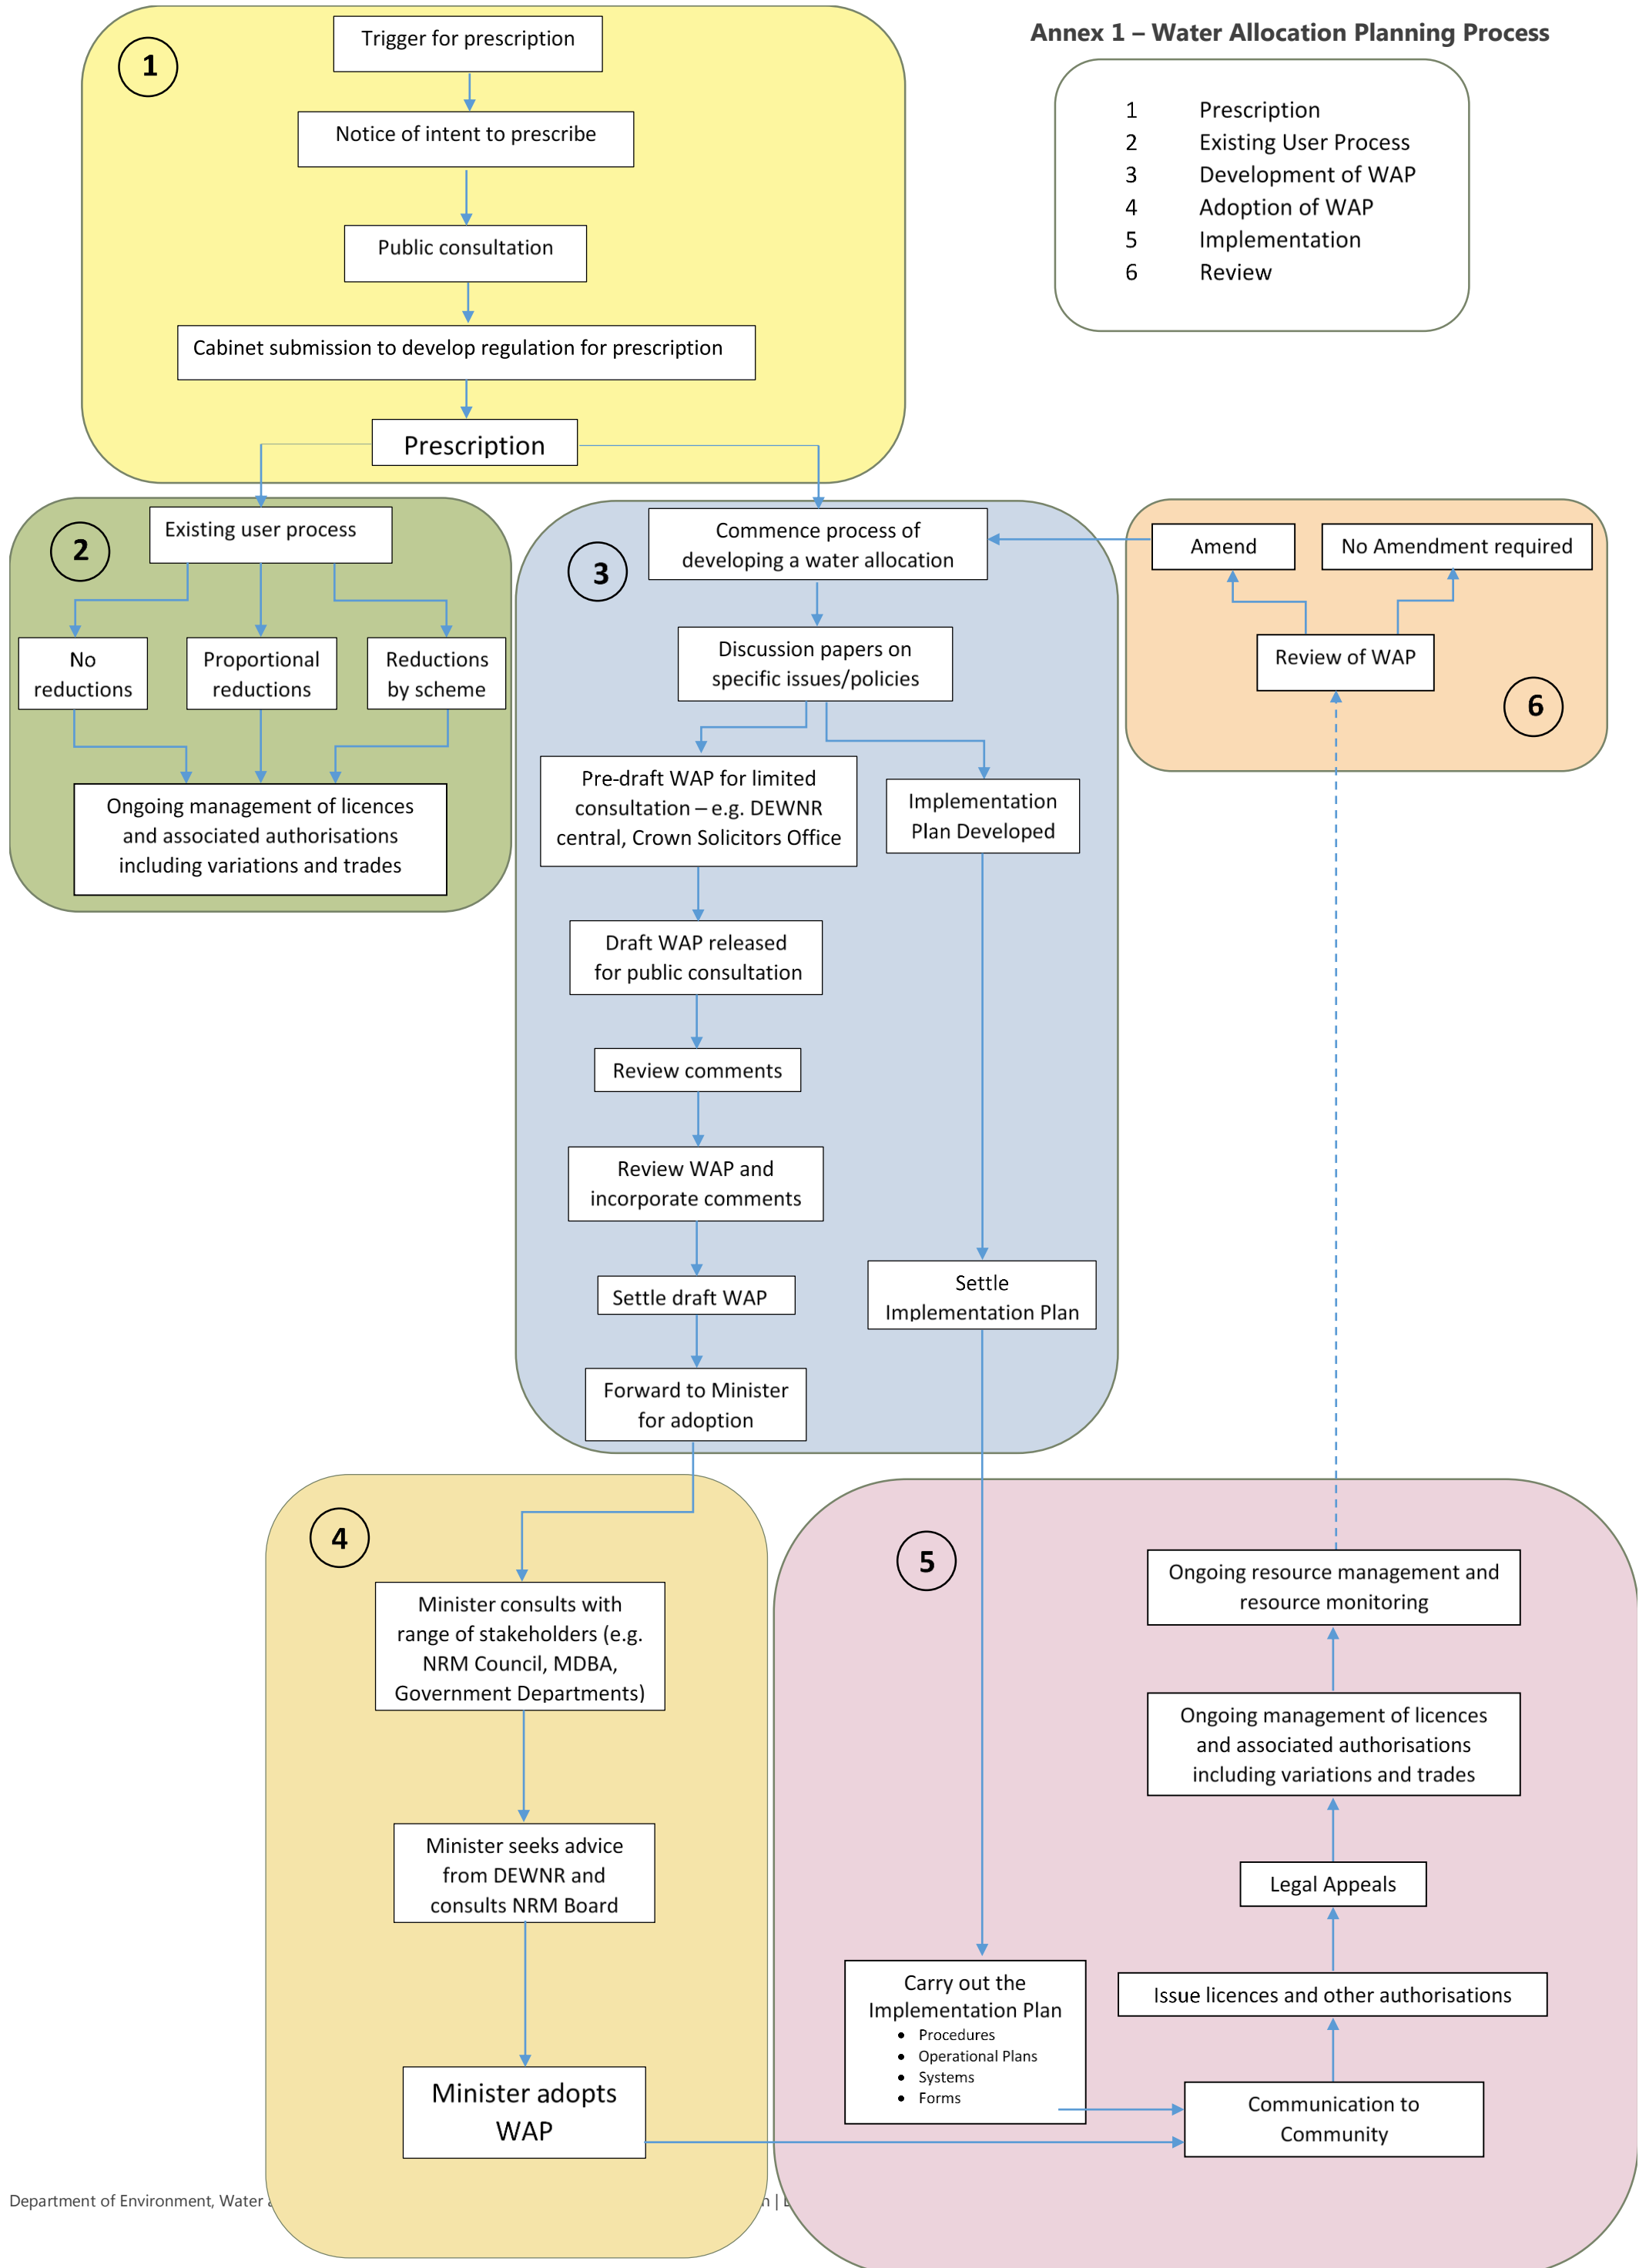 Annex 1 – Water Allocation Planning Process
1 Prescription
2 Existing User Process
3 Development of WAP
4 Adoption of WAP
5 Implementation
6 Review
1
Trigger for prescription
Notice of intent to prescribe
Public consultation
Cabinet submission to develop regulation for prescription
Prescription
2
Existing user process
No
reductions
Proportional
reductions
Reductions
by scheme
Ongoing management of licences
and associated authorisations
including variations and trades
3
Commence process of
developing a water allocation
Discussion papers on
specific issues/policies
Pre-draft WAP for limited
consultation – e.g. DEWNR
central, Crown Solicitors Office
Implementation
Plan Developed
Draft WAP released
for public consultation
Review comments
Review WAP and
incorporate comments
Settle draft WAP
Settle
Implementation Plan
Forward to Minister
for adoption
Amend
No Amendment required
Review of WAP
6
4
Minister consults with
range of stakeholders (e.g.
NRM Council, MDBA,
Government Departments)
Minister seeks advice
from DEWNR and
consults NRM Board
Minister adopts
WAP
5
Ongoing resource management and
resource monitoring
Ongoing management of licences
and associated authorisations
including variations and trades
Legal Appeals
Issue licences and other authorisations
Communication to
Community
Carry out the
Implementation Plan
• Procedures
• Operational Plans
• Systems
• Forms
Department of Environment, Water